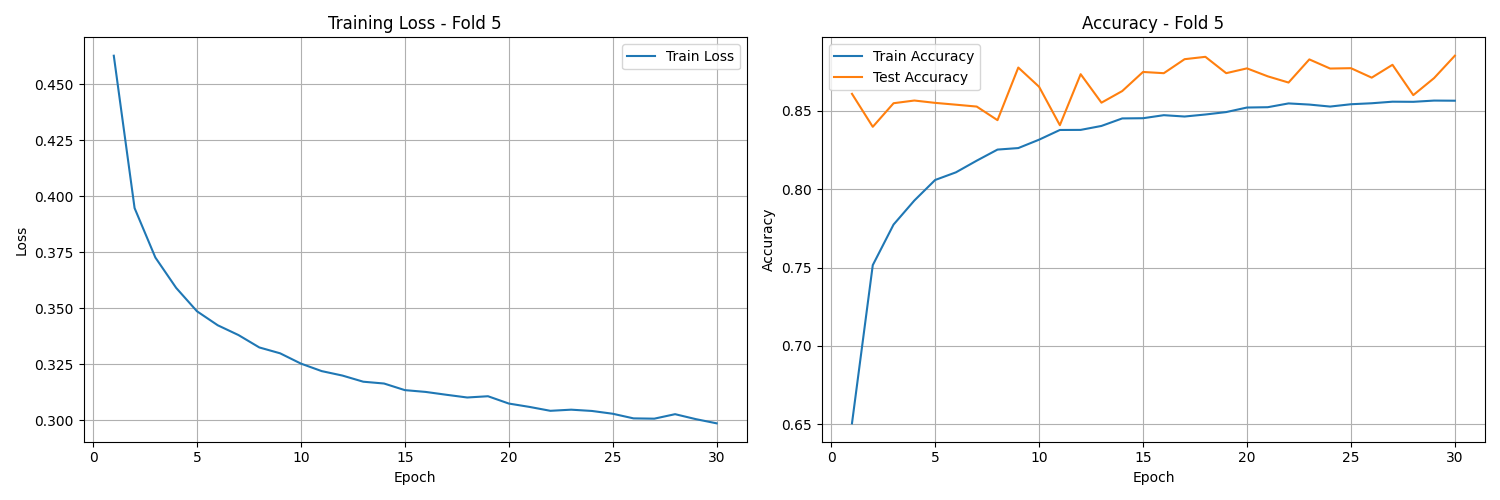 Training Loss - Fold 5
Train Loss
0.450
0.425
0.400
0.375
0.350
0.325
0.300
Loss
0 5 10 15 20 25 30
Epoch
Accuracy - Fold 5
Train Accuracy
Test Accuracy
0.85
0.80
0.75
0.70
0.65
Accuracy
0 5 10 15 20 25 30
Epoch